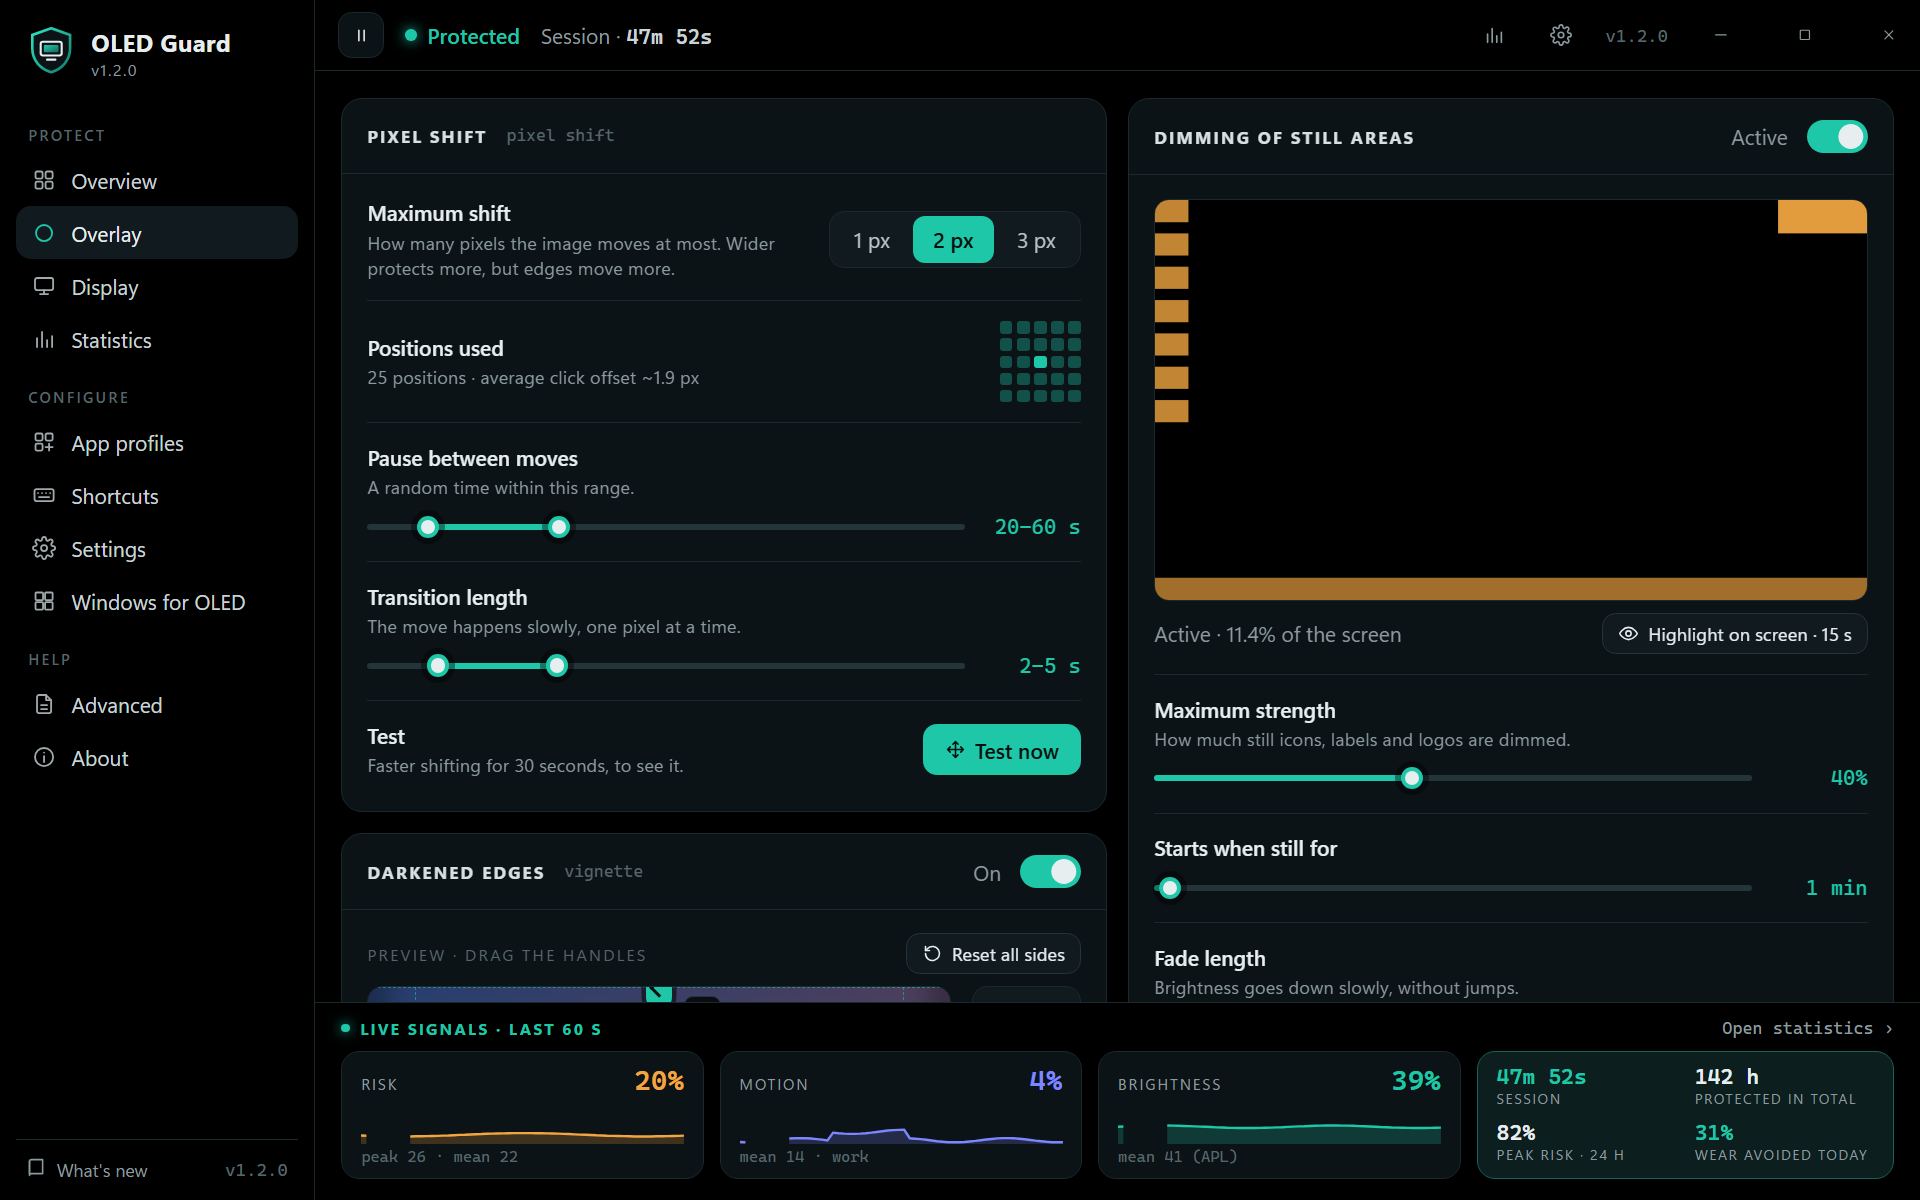 OLED Guard
v1.2.0
PROTECT
Overview
Overlay
Display
Statistics
CONFIGURE
App profiles
Shortcuts
Settings
Windows for OLED
HELP
Advanced
About
What's new
v1.2.0
Protected
Session · 47m 52s
v1.2.0
PIXEL SHIFT
pixel shift
Maximum shift
How many pixels the image moves at most. Wider
protects more, but edges move more.
1 px
2 px
3 px
Positions used
25 positions · average click offset ~1.9 px
Pause between moves
A random time within this range.
20–60 s
Transition length
The move happens slowly, one pixel at a time.
2–5 s
Test
Faster shifting for 30 seconds, to see it.
Test now
DARKENED EDGES
vignette
On
PREVIEW · DRAG THE HANDLES
Reset all sides
DIMMING OF STILL AREAS
Active
Active · 11.4% of the screen
Highlight on screen · 15 s
Maximum strength
How much still icons, labels and logos are dimmed.
40%
Starts when still for
1 min
Fade length
Brightness goes down slowly, without jumps.
LIVE SIGNALS · LAST 60 S
Open statistics ›
RISK
20%
peak 26 · mean 22
MOTION
4%
mean 14 · work
BRIGHTNESS
39%
mean 41 (APL)
47m 52s
SESSION
142 h
PROTECTED IN TOTAL
82%
PEAK RISK · 24 H
31%
WEAR AVOIDED TODAY